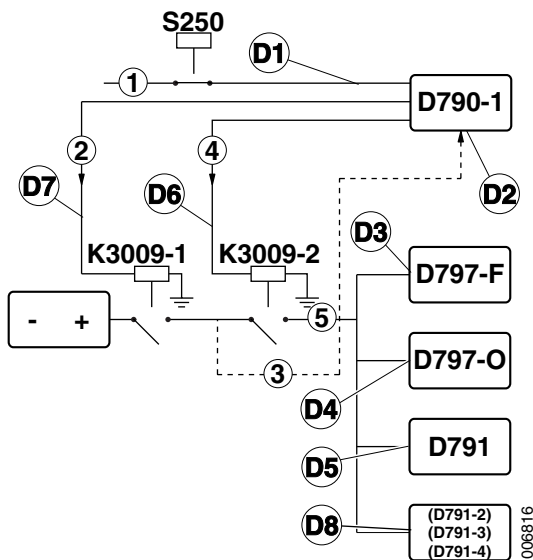 S250
D1
1
D790-1
2
4
D7
D6
D2
D3
K3009-1
K3009-2
D797-F
- +
5
3
D797-O
D4
D791
D5
D8
(D791-2)
(D791-3)
(D791-4)
006816